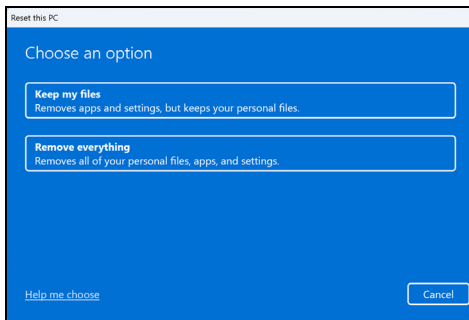 Reset this PC
Choose an option
Keep my files
Removes apps and settings, but keeps your personal files.
Remove everything
Removes all of your personal files, apps, and settings.
Help me choose
Cancel